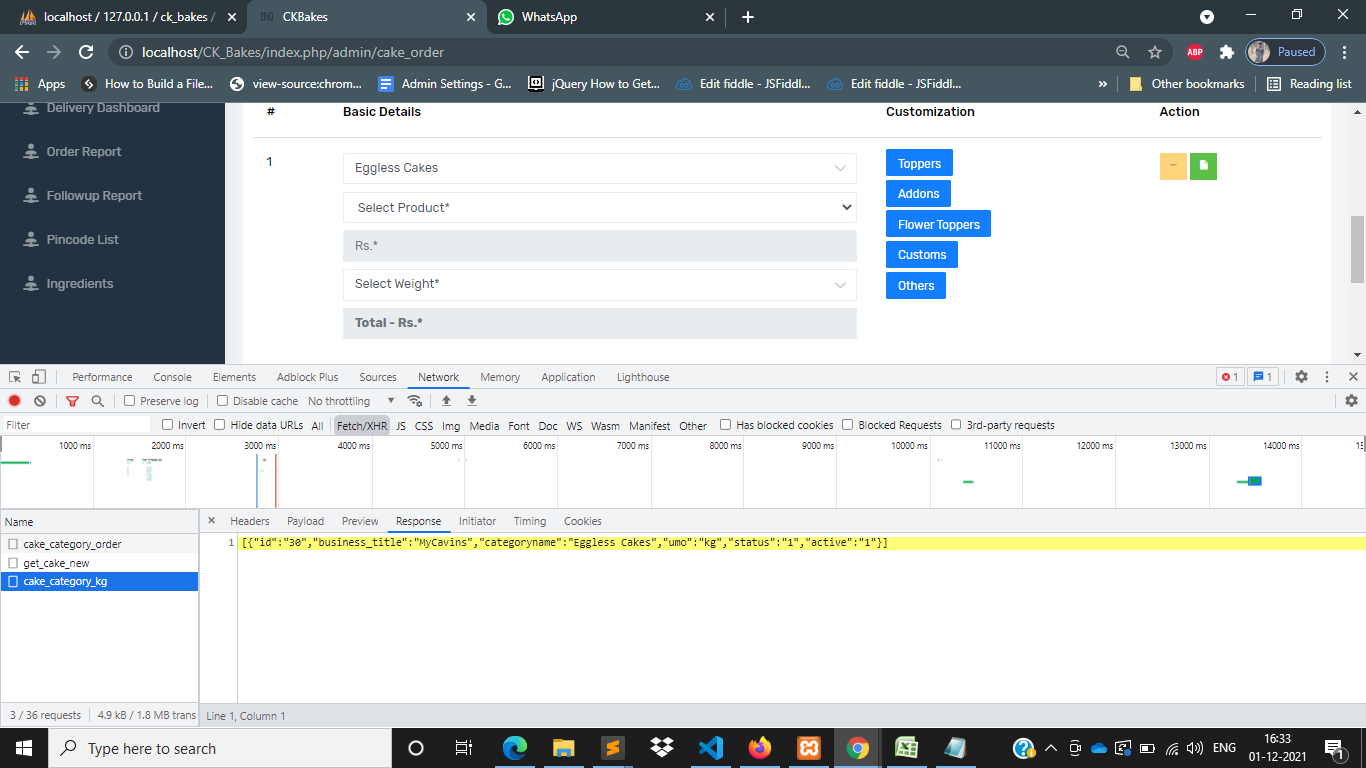 localhost / 127.0.0.1 / ck_bakes /
CKBakes
WhatsApp
localhost/CK_Bakes/index.php/admin/cake_order
ABP
Paused
Apps
How to Build a File...
view-source:chrom...
Admin Settings - G...
jQuery How to Get...
Edit fiddle - JSFiddl...
Edit fiddle - JSFiddl...
»
Other bookmarks
Reading list
Delivery Dashboard
Order Report
Followup Report
Pincode List
Ingredients
# Basic Details Customization Action
1
Eggless Cakes
Select Product*
Rs.*
Select Weight*
Total - Rs.*
Toppers
Addons
Flower Toppers
Customs
Others
Performance Console Elements Adblock Plus Sources Network Memory Application Lighthouse 1 1
Preserve log Disable cache No throttling
Filter Invert Hide data URLs All Fetch/XHR JS CSS Img Media Font Doc WS Wasm Manifest Other Has blocked cookies Blocked Requests 3rd-party requests
1000 ms 2000 ms 3000 ms 4000 ms 5000 ms 6000 ms 7000 ms 8000 ms 9000 ms 10000 ms 11000 ms 12000 ms 13000 ms 14000 ms 15
Name
cake_category_order
get_cake_new
cake_category_kg
Headers Payload Preview Response Initiator Timing Cookies
1 [{"id":"30","business_title":"MyCavins","categoryname":"Eggless Cakes","umo":"kg","status":"1","active":"1"}]
3 / 36 requests 4.9 kB / 1.8 MB trans
Line 1, Column 1
Type here to search
ENG
16:33
01-12-2021
1